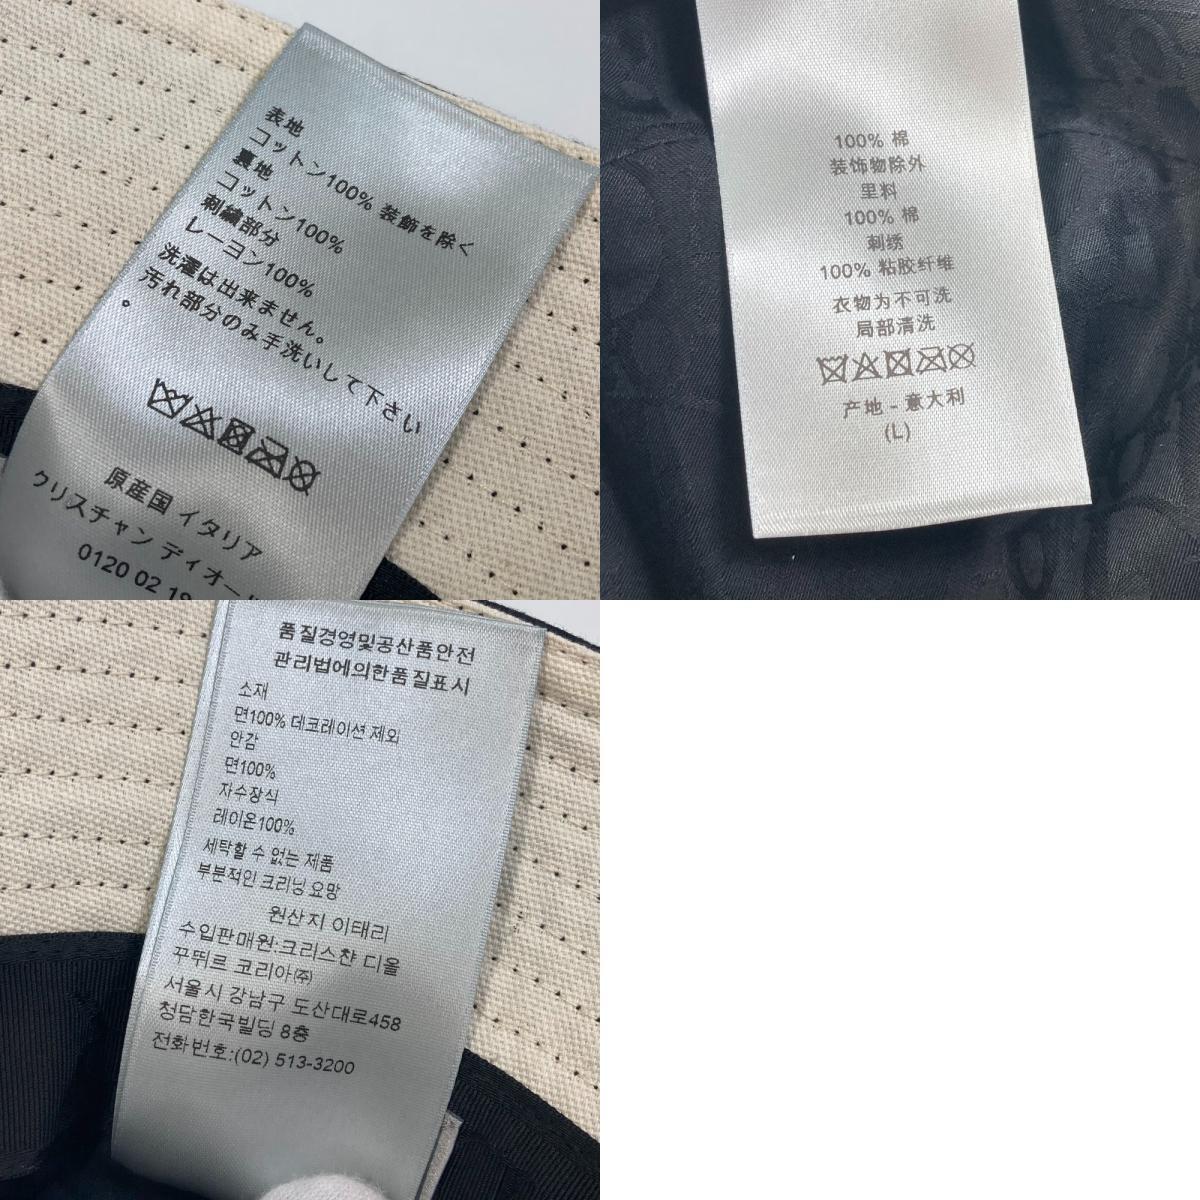 表地
コットン100% 装飾を除く
裏地
コットン100%
刺繍部分
レーヨン100%
洗濯は出来ません。
汚れ部分のみ手洗いして下さい
。
原産国 イタリア
クリスチャン ディオー
0120 02
100% 棉
装饰物除外
里料
100% 棉
刺绣
100% 粘胶纤维
衣物为不可洗
局部清洗
产地 - 意大利
(L)
품질경영및공산품안전
관리법에의한품질표시
소재
면100% 데코레이션 제외
안감
면100%
자수장식
레이온100%
세탁할 수 없는 제품
부분적인 크리닝 요망
원산지 이태리
수입판매원:크리스챤 디올
꾸뛰르 코리아㈜
서울시 강남구 도산대로458
청담한국빌딩 8층
전화번호:(02) 513-3200